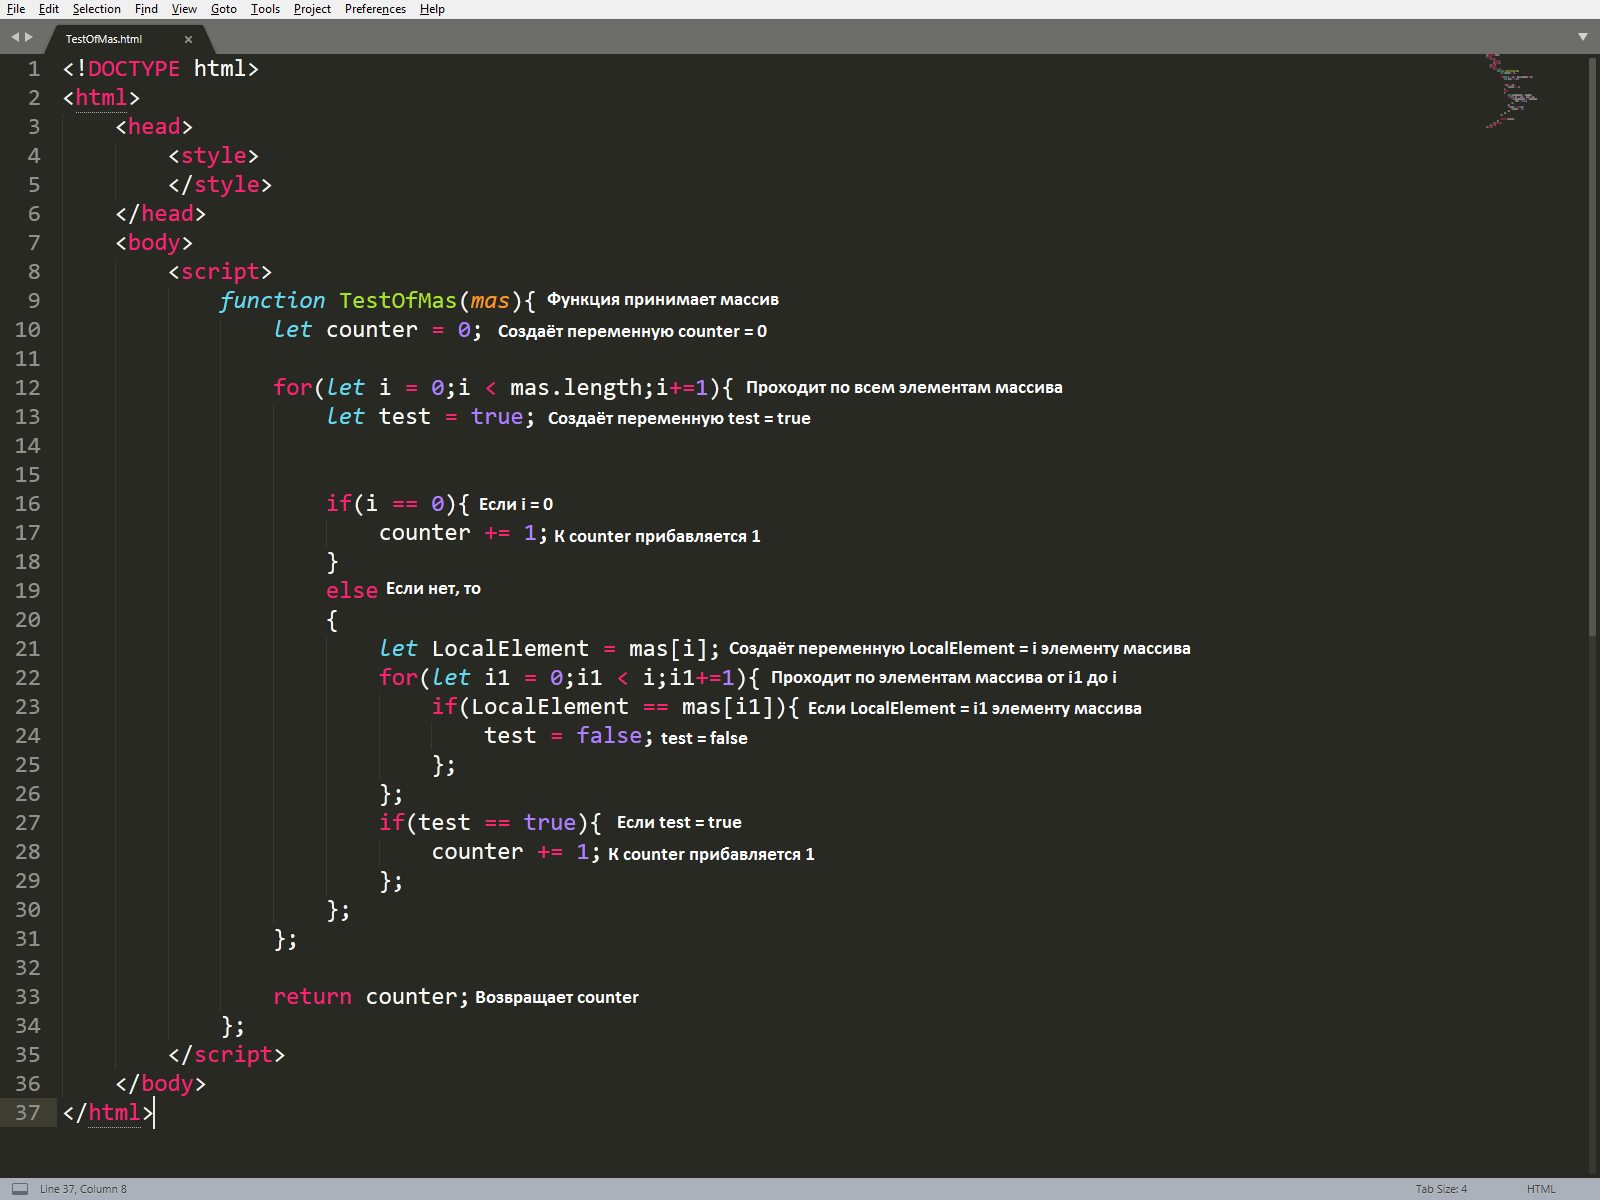 File Edit Selection Find View Goto Tools Project Preferences Help
TestOfMas.html ×
1 <!DOCTYPE html>
2 <html>
3 <head>
4 <style>
5 </style>
6 </head>
7 <body>
8 <script>
9 function TestOfMas(mas){ Функция принимает массив
10 let counter = 0; Создаёт переменную counter = 0
11
12 for(let i = 0;i < mas.length;i+=1){ Проходит по всем элементам массива
13 let test = true; Создаёт переменную test = true
14
15
16 if(i == 0){ Если i = 0
17 counter += 1; К counter прибавляется 1
18 }
19 else Если нет, то
20 {
21 let LocalElement = mas[i]; Создаёт переменную LocalElement = i элементу массива
22 for(let i1 = 0;i1 < i;i1+=1){ Проходит по элементам массива от i1 до i
23 if(LocalElement == mas[i1]){ Если LocalElement = i1 элементу массива
24 test = false; test = false
25 };
26 };
27 if(test == true){ Если test = true
28 counter += 1; К counter прибавляется 1
29 };
30 };
31 };
32
33 return counter; Возвращает counter
34 };
35 </script>
36 </body>
37 </html>
Line 37, Column 8 Tab Size: 4 HTML